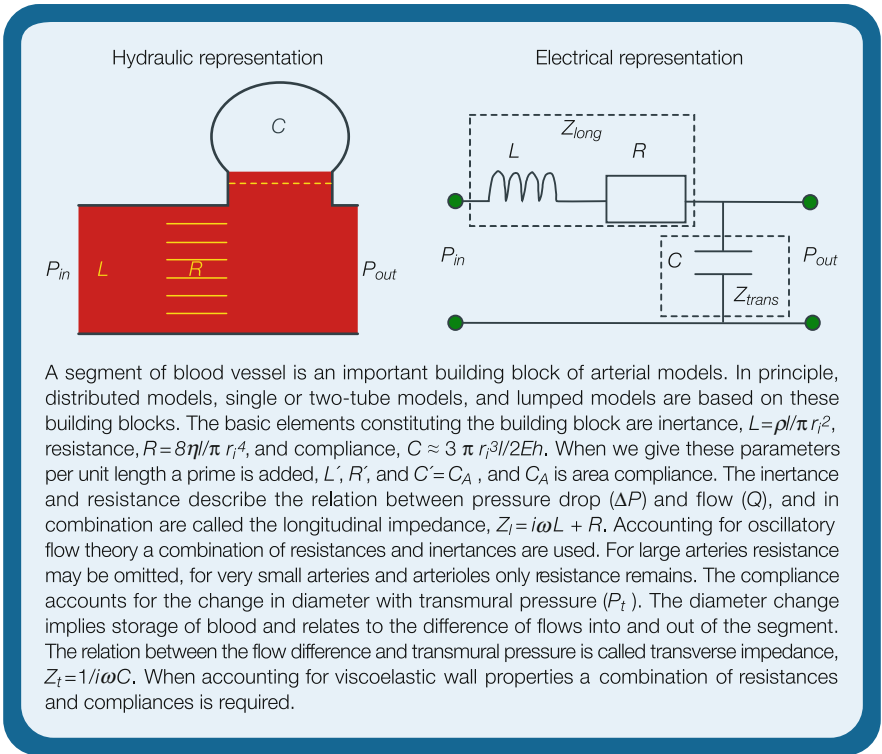 Hydraulic representation
Electrical representation
C
Z_long
L
R
P_in
L
R
P_out
P_in
C
P_out
Z_trans
A segment of blood vessel is an important building block of arterial models. In principle,
distributed models, single or two-tube models, and lumped models are based on these
building blocks. The basic elements constituting the building block are inertance, L=ρl/π r_i²,
resistance, R=8ηl/π r_i⁴, and compliance, C ≈ 3 π r_i³l/2Eh. When we give these parameters
per unit length a prime is added, L´, R´, and C´=C_A , and C_A is area compliance. The inertance
and resistance describe the relation between pressure drop (ΔP) and flow (Q), and in
combination are called the longitudinal impedance, Z_l = iωL + R. Accounting for oscillatory
flow theory a combination of resistances and inertances are used. For large arteries resistance
may be omitted, for very small arteries and arterioles only resistance remains. The compliance
accounts for the change in diameter with transmural pressure (P_t ). The diameter change
implies storage of blood and relates to the difference of flows into and out of the segment.
The relation between the flow difference and transmural pressure is called transverse impedance,
Z_t=1/iωC. When accounting for viscoelastic wall properties a combination of resistances
and compliances is required.